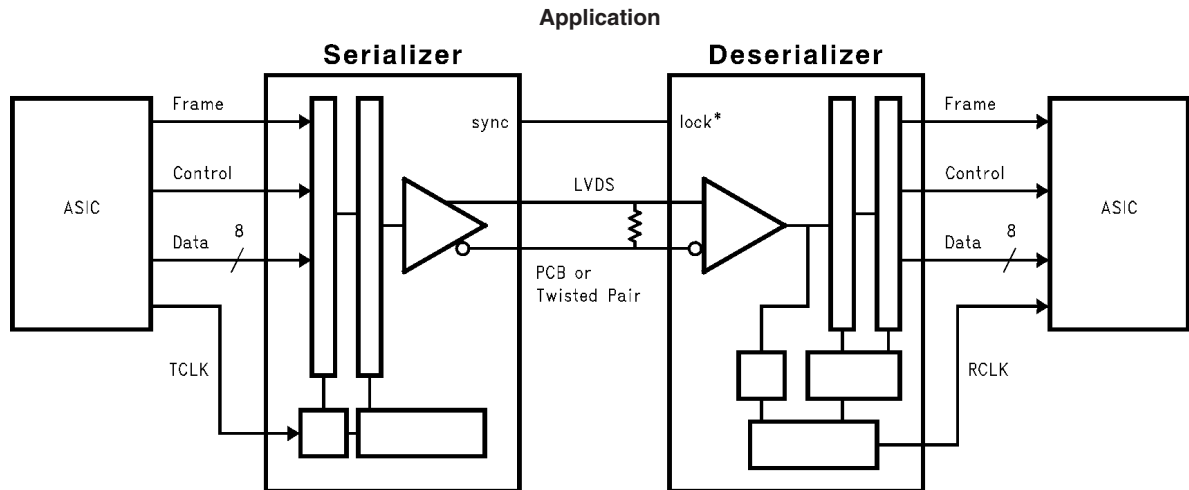 Application
Serializer
Deserializer
ASIC
Frame
Control
Data
8
TCLK
sync
LVDS
PCB or
Twisted Pair
lock*
Frame
Control
Data
8
RCLK
ASIC